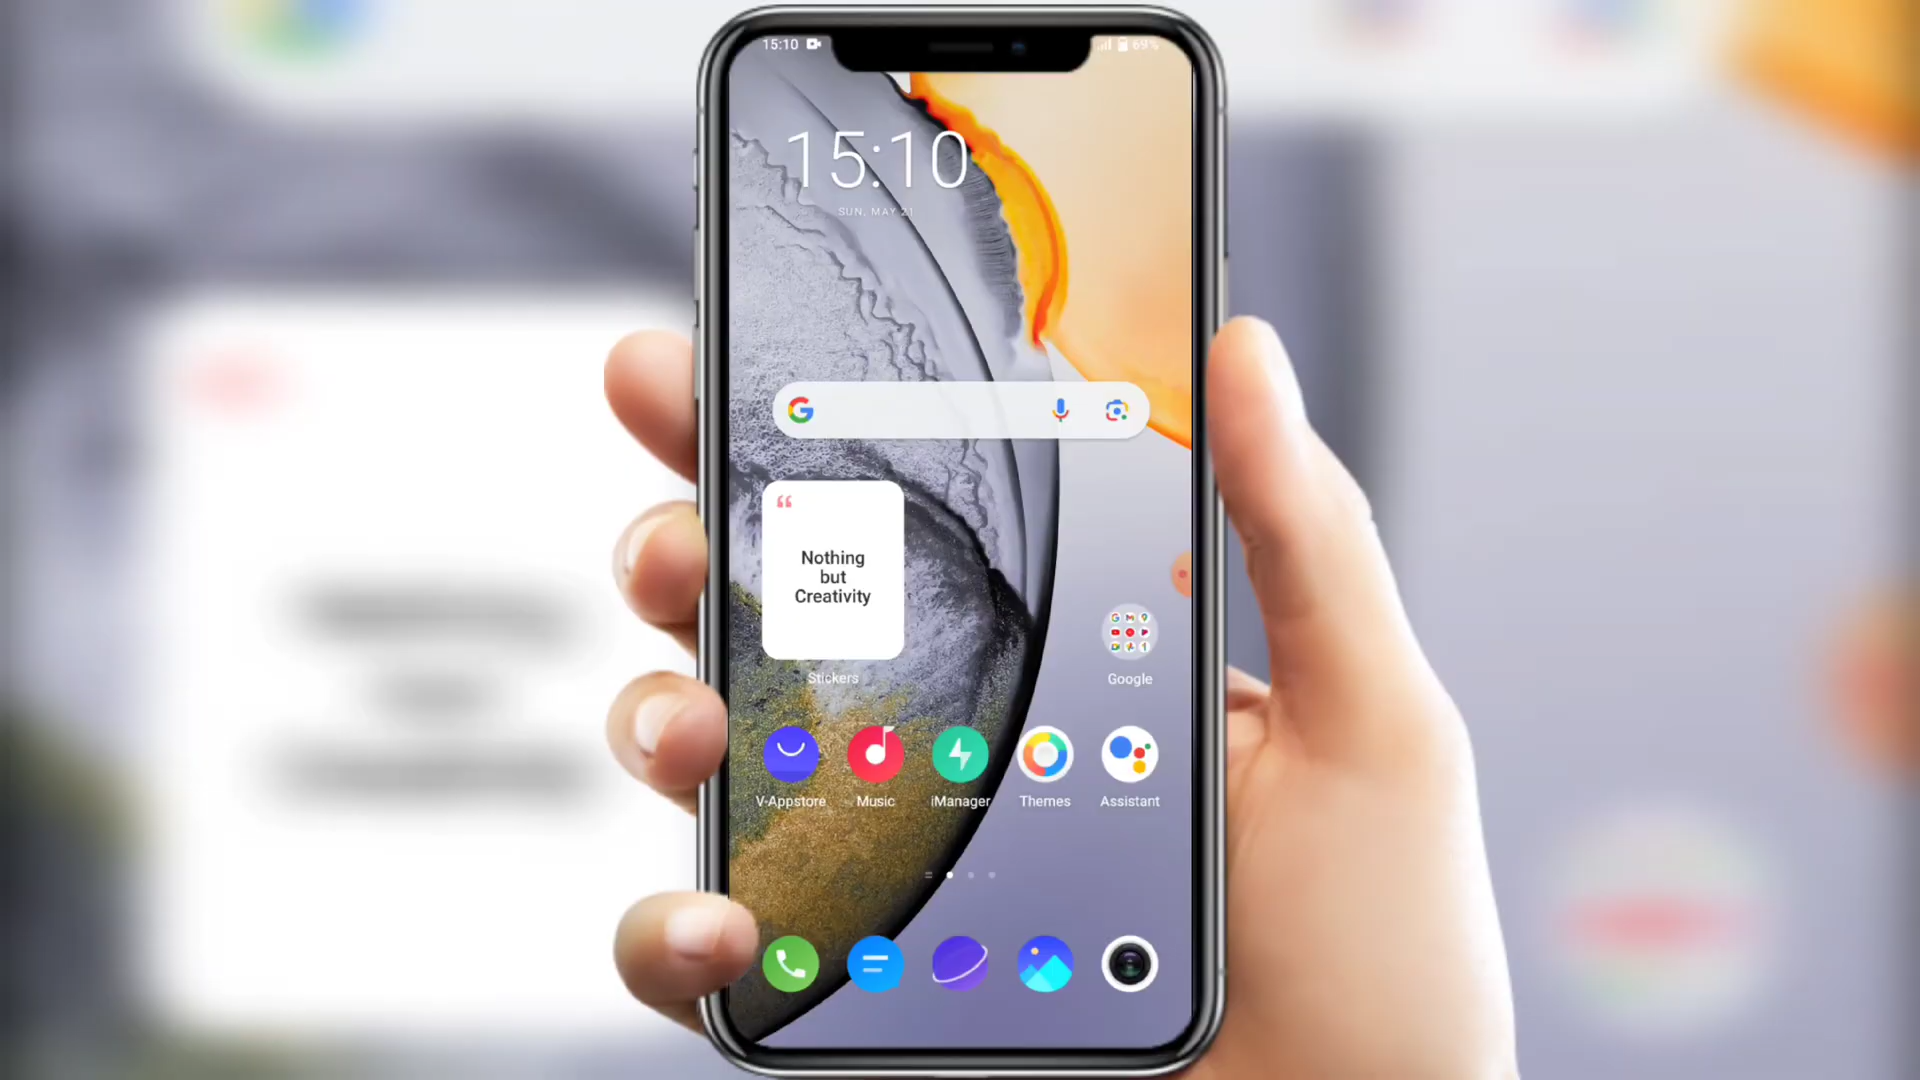 15:10
69%
15:10
SUN, MAY 21
Nothing
but
Creativity
Stickers
Google
V-Appstore
Music
iManager
Themes
Assistant